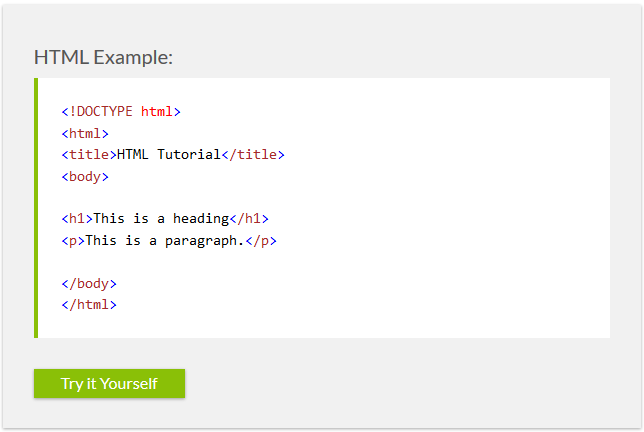 HTML Example:
<!DOCTYPE html>
<html>
<title>HTML Tutorial</title>
<body>
<h1>This is a heading</h1>
<p>This is a paragraph.</p>
</body>
</html>
Try it Yourself